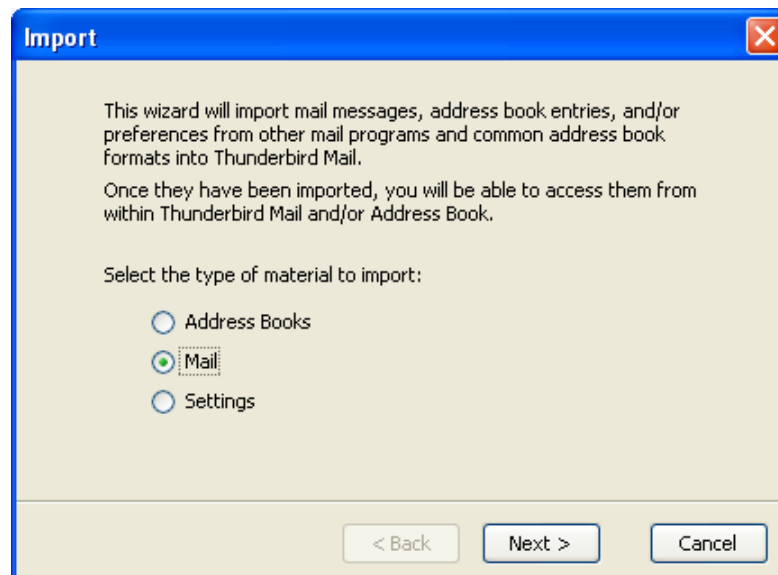 Import
This wizard will import mail messages, address book entries, and/or
preferences from other mail programs and common address book
formats into Thunderbird Mail.
Once they have been imported, you will be able to access them from
within Thunderbird Mail and/or Address Book.
Select the type of material to import:
Address Books
Mail
Settings
< Back
Next >
Cancel